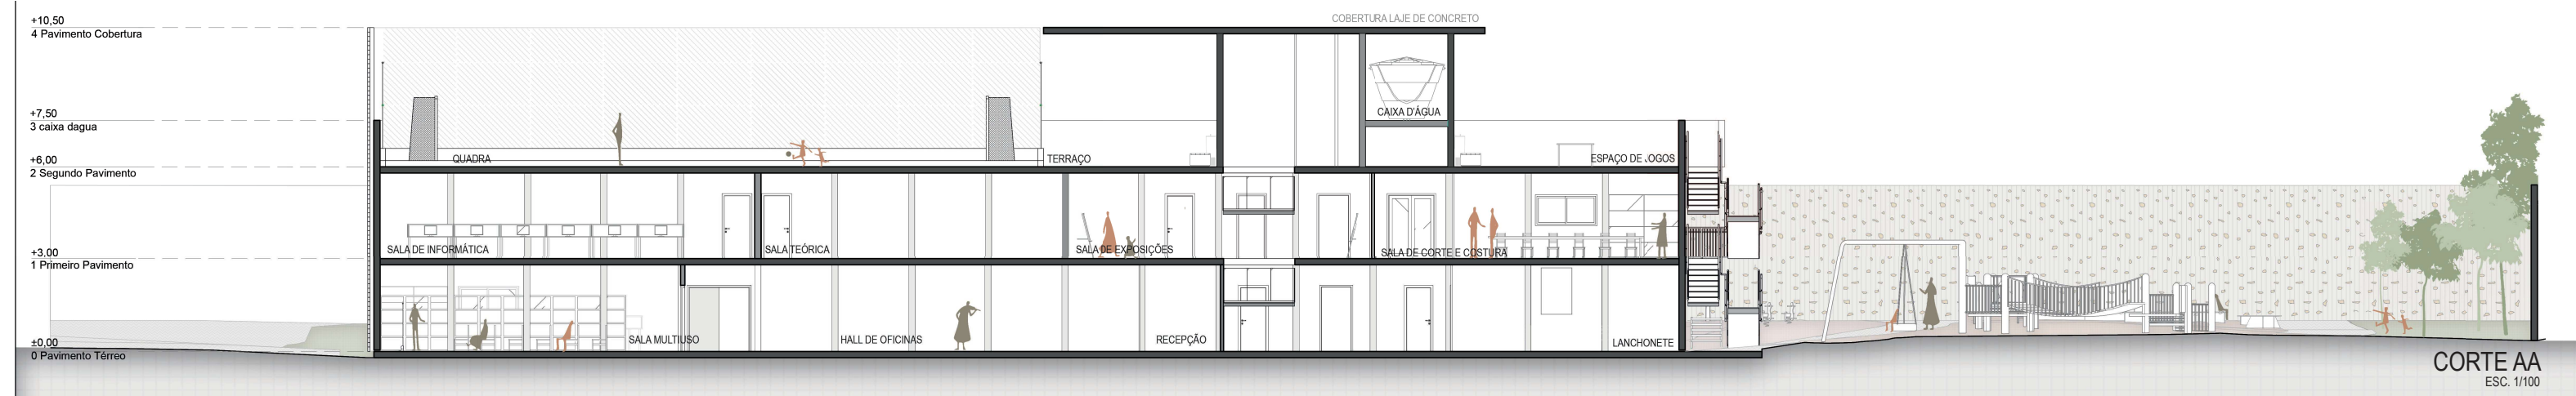 +10,50
4 Pavimento Cobertura
COBERTURA LAJE DE CONCRETO
+7,50
3 caixa dagua
CAIXA D'ÁGUA
+6,00
2 Segundo Pavimento
QUADRA
TERRAÇO
ESPAÇO DE JOGOS
+3,00
1 Primeiro Pavimento
SALA DE INFORMÁTICA
SALA TEÓRICA
SALA DE EXPOSIÇÕES
SALA DE CORTE E COSTURA
±0,00
0 Pavimento Térreo
SALA MULTIUSO
HALL DE OFICINAS
RECEPÇÃO
LANCHONETE
CORTE AA
ESC. 1/100